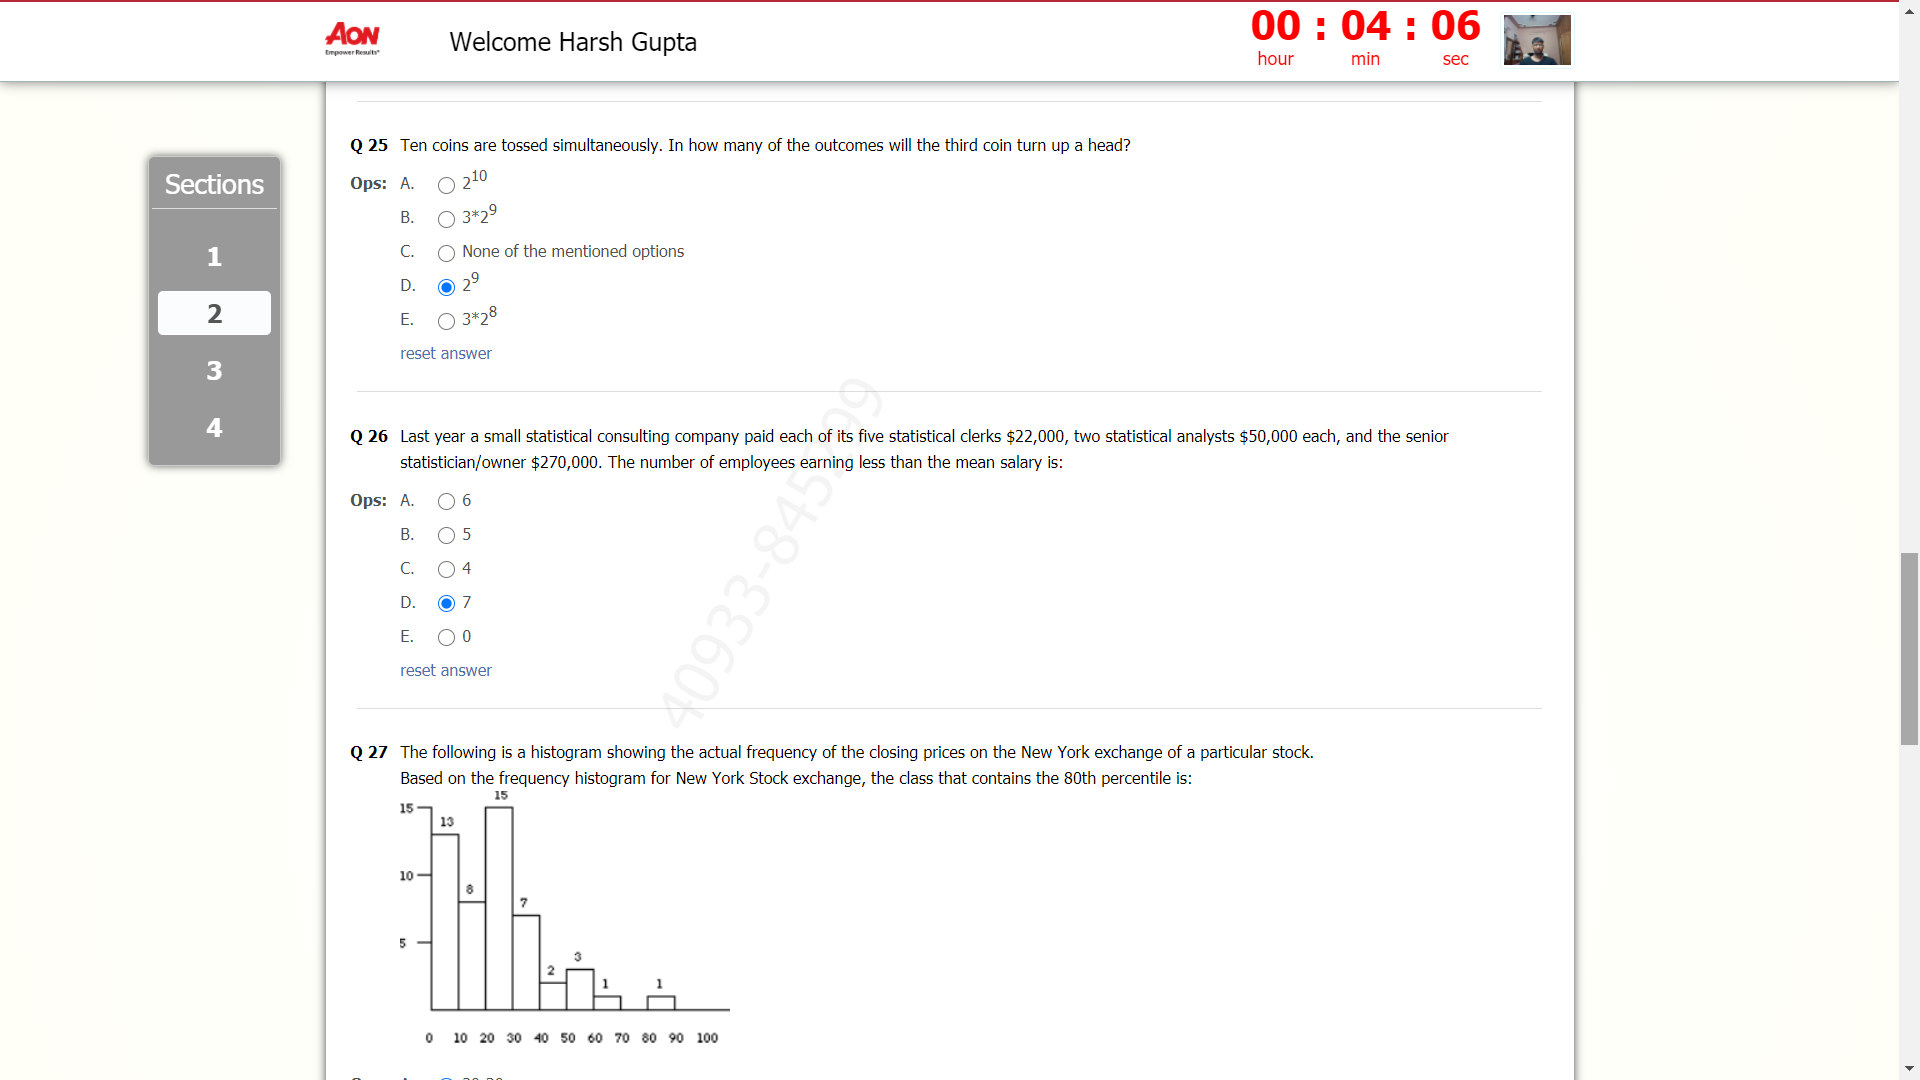 AON
Empower Results®
Welcome Harsh Gupta
00 : 04 : 06
hour min sec
Sections
1
2
3
4
Q 25 Ten coins are tossed simultaneously. In how many of the outcomes will the third coin turn up a head?
Ops: A. 2^10
B. 3*2^9
C. None of the mentioned options
D. 2^9
E. 3*2^8
reset answer
Q 26 Last year a small statistical consulting company paid each of its five statistical clerks $22,000, two statistical analysts $50,000 each, and the senior
statistician/owner $270,000. The number of employees earning less than the mean salary is:
Ops: A. 6
B. 5
C. 4
D. 7
E. 0
reset answer
Q 27 The following is a histogram showing the actual frequency of the closing prices on the New York exchange of a particular stock.
Based on the frequency histogram for New York Stock exchange, the class that contains the 80th percentile is:
15
15
13
10
8
7
5
3
2
1 1
0 10 20 30 40 50 60 70 80 90 100